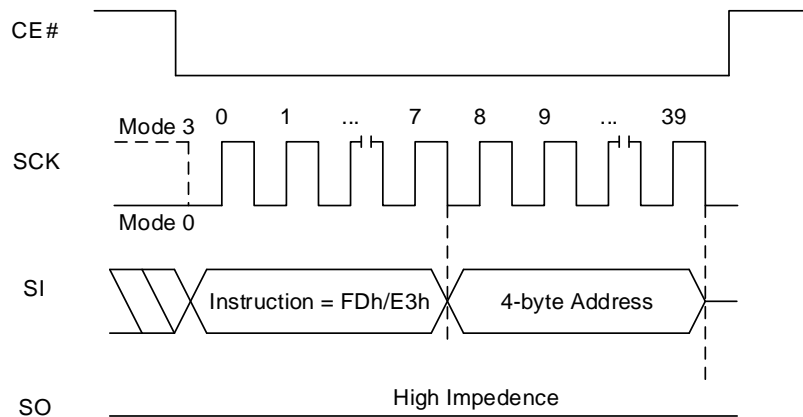 CE#
0 1 ... 7 8 9 ... 39
Mode 3
SCK
Mode 0
SI
Instruction = FDh/E3h
4-byte Address
High Impedence
SO